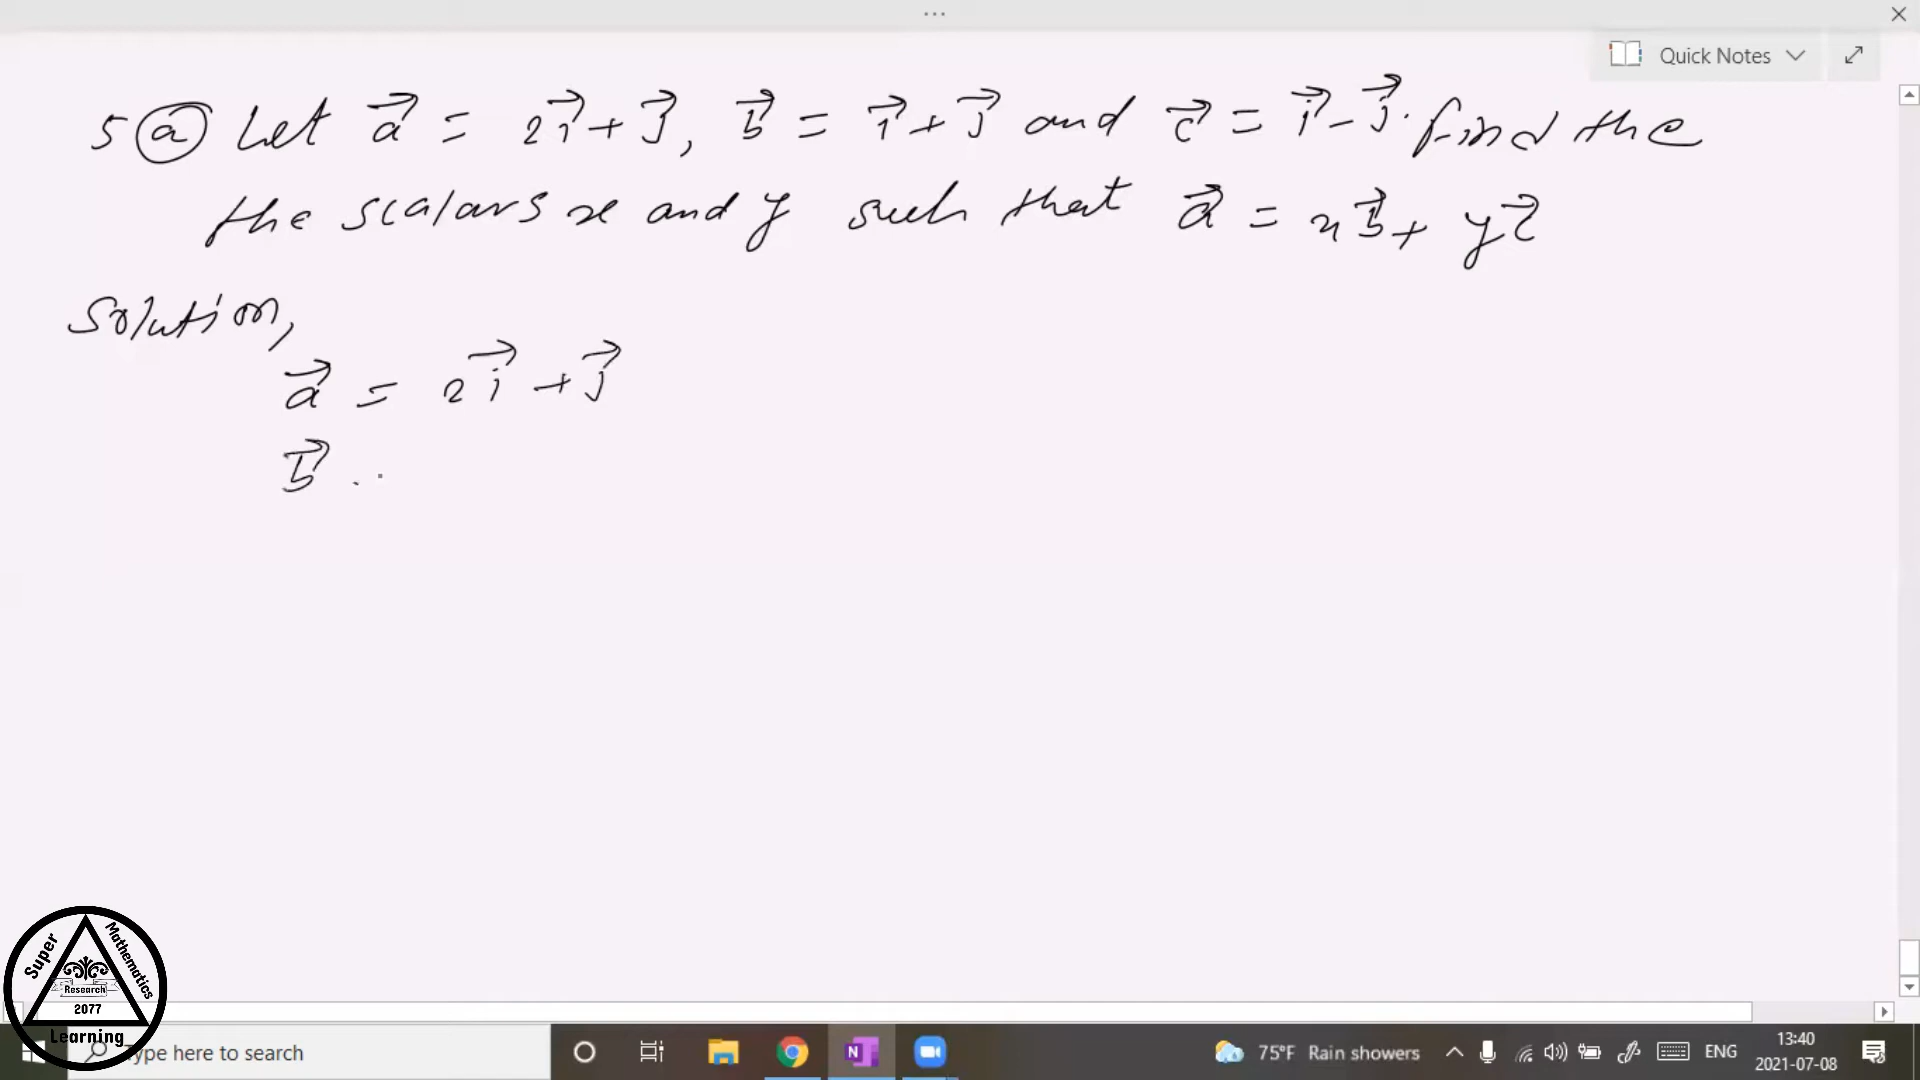 ...
Quick Notes
5 (a) Let a⃗ = 2i⃗ + j⃗, b⃗ = i⃗ + j⃗ and c⃗ = i⃗ - j⃗. find the
the scalars x and y such that a⃗ = xb⃗ + yc⃗
Solution,
a⃗ = 2i⃗ + j⃗
b⃗
Super Mathematics
Research
2077
Learning
Type here to search
75°F Rain showers
ENG
13:40
2021-07-08